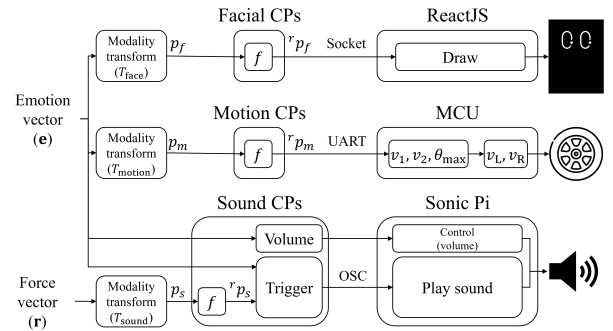 Facial CPs
ReactJS
Modality transform (T_face)
p_f
f
^r p_f
Socket
Draw
00
Emotion vector (e)
Motion CPs
MCU
Modality transform (T_motion)
p_m
f
^r p_m
UART
v_1, v_2, θ_max
v_L, v_R
Sound CPs
Sonic Pi
Volume
Control (volume)
Force vector (r)
Modality transform (T_sound)
p_s
f
^r p_s
Trigger
OSC
Play sound